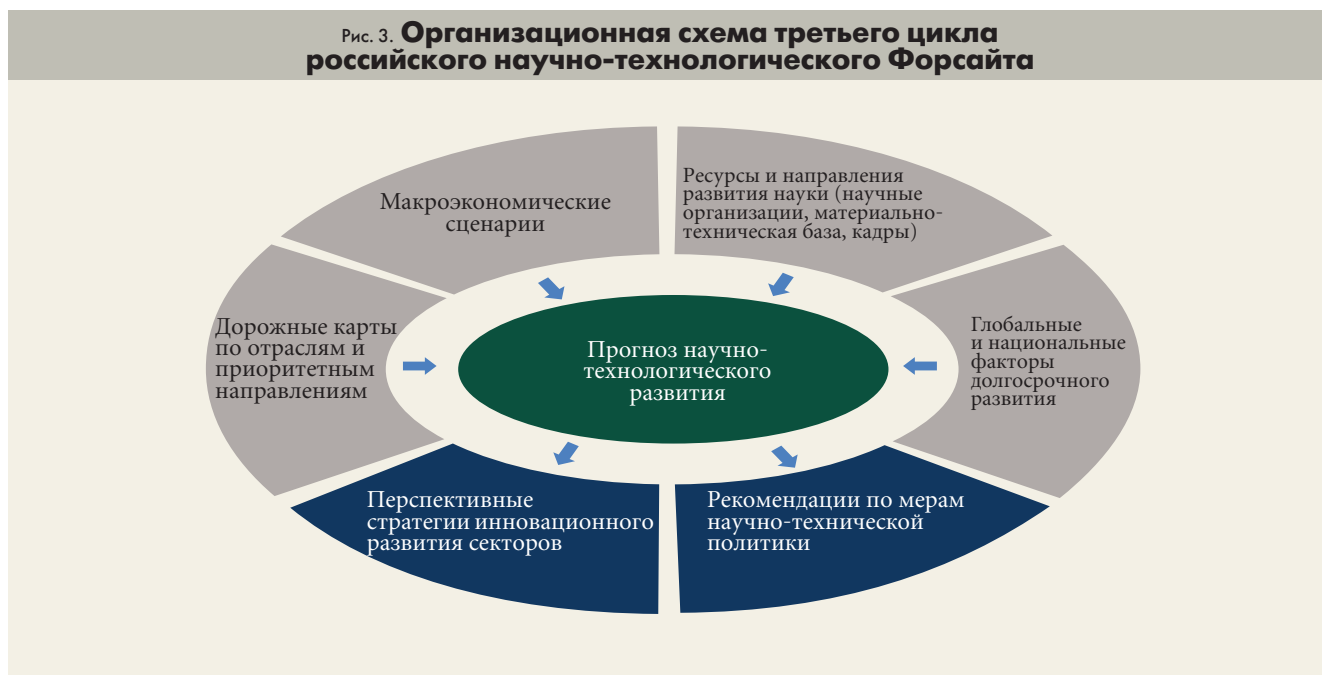 Рис. 3. Организационная схема третьего цикла
российского научно-технологического Форсайта
Макроэкономические
сценарии
Ресурсы и направления
развития науки (научные
организации, материально-
техническая база, кадры)
Дорожные карты
по отраслям и
приоритетным
направлениям
Прогноз научно-
технологического
развития
Глобальные
и национальные
факторы
долгосрочного
развития
Перспективные
стратегии инновационного
развития секторов
Рекомендации по мерам
научно-технической
политики